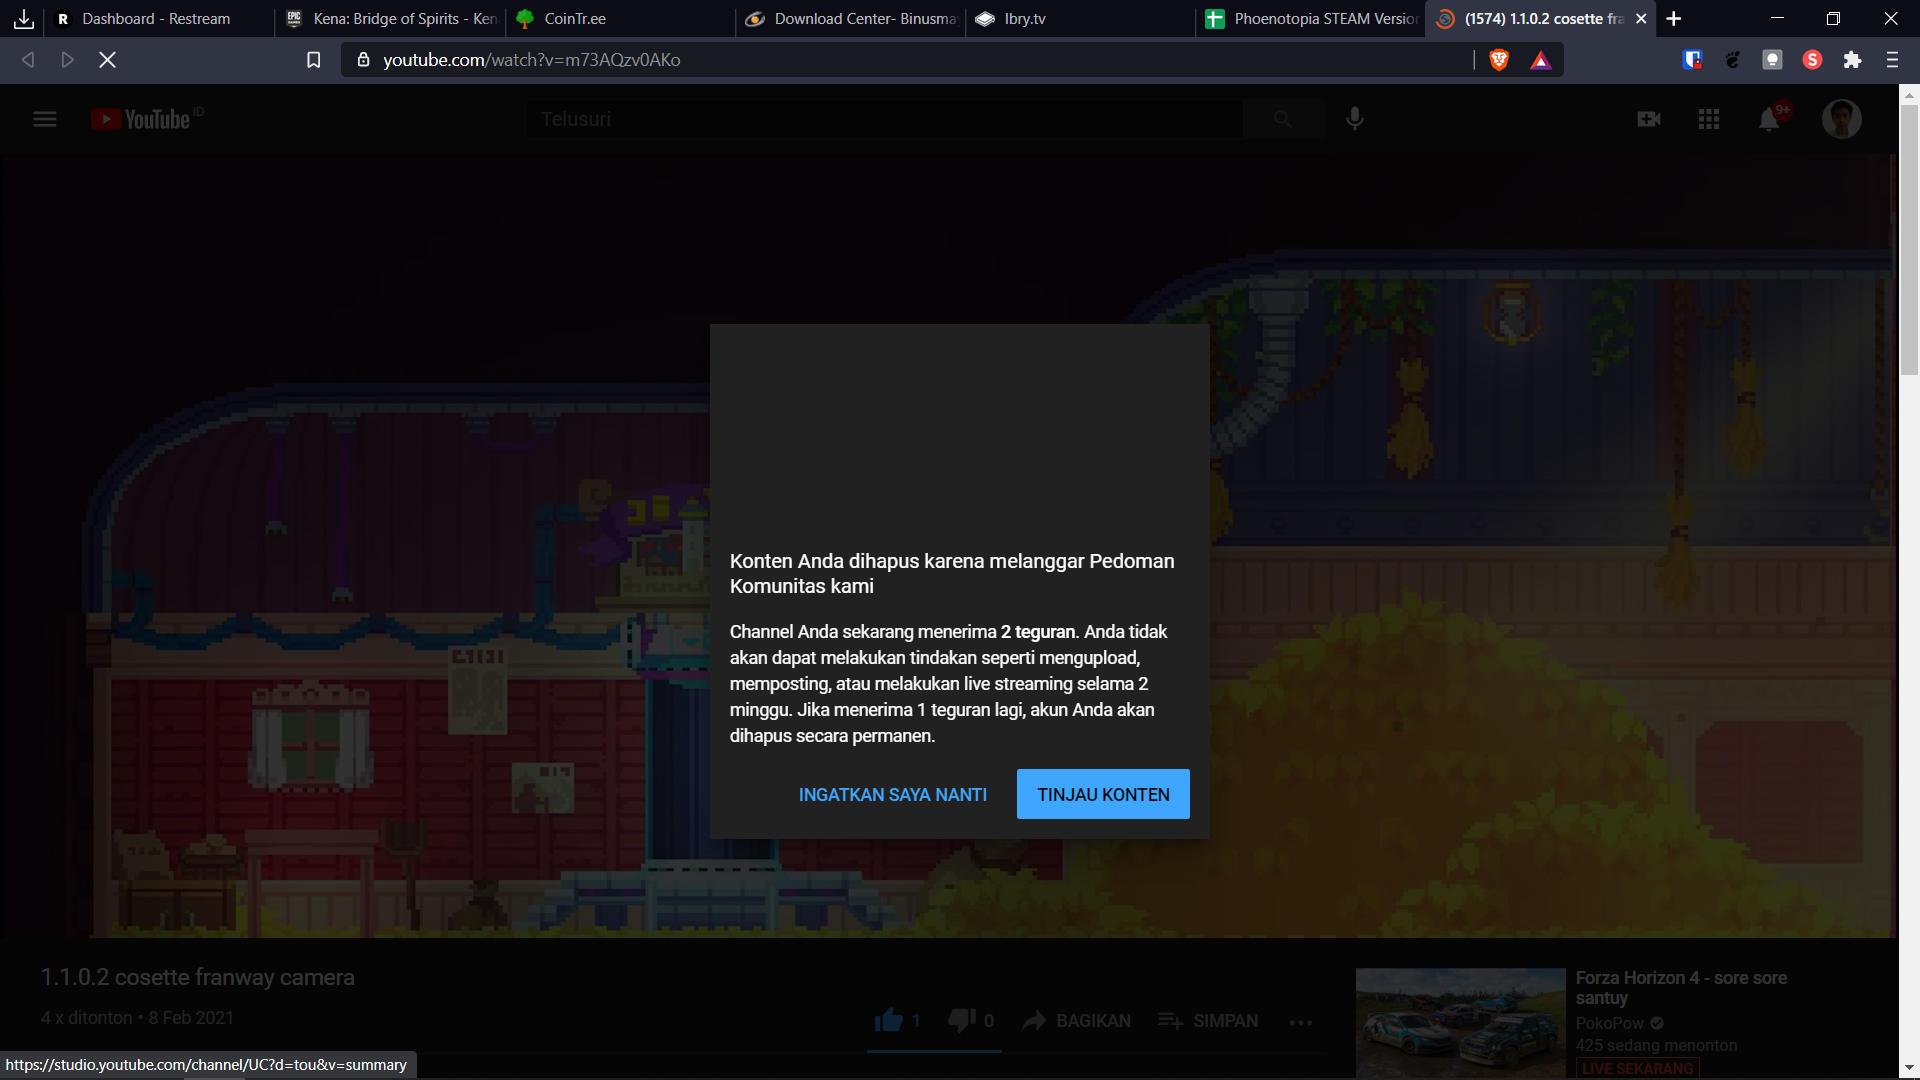 Dashboard - Restream
Kena: Bridge of Spirits - Ken
CoinTr.ee
Download Center- Binusma
lbry.tv
Phoenotopia STEAM Version
(1574) 1.1.0.2 cosette fra
youtube.com/watch?v=m73AQzv0AKo
YouTube ID
Telusuri
9+
Konten Anda dihapus karena melanggar Pedoman
Komunitas kami
Channel Anda sekarang menerima 2 teguran. Anda tidak
akan dapat melakukan tindakan seperti mengupload,
memposting, atau melakukan live streaming selama 2
minggu. Jika menerima 1 teguran lagi, akun Anda akan
dihapus secara permanen.
INGATKAN SAYA NANTI
TINJAU KONTEN
1.1.0.2 cosette franway camera
4 x ditonton • 8 Feb 2021
1
0
BAGIKAN
SIMPAN
Forza Horizon 4 - sore sore
santuy
PokoPow
425 sedang menonton
LIVE SEKARANG
https://studio.youtube.com/channel/UC?d=tou&v=summary